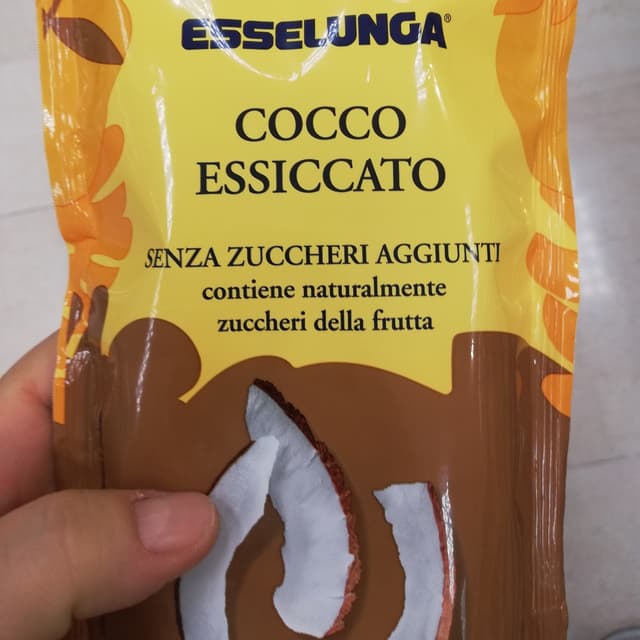 ESSELUNGA®
COCCO
ESSICCATO
SENZA ZUCCHERI AGGIUNTI
contiene naturalmente
zuccheri della frutta